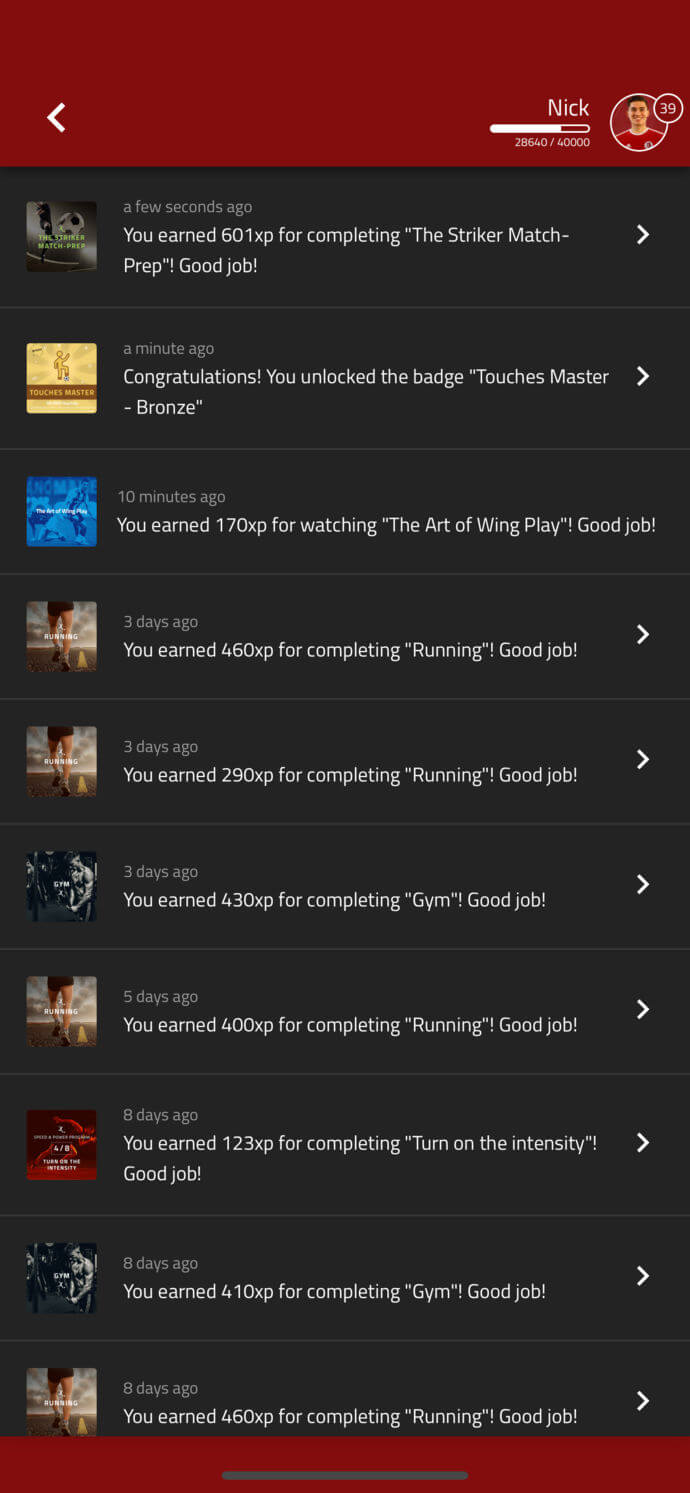 Nick
39
28640 / 40000
a few seconds ago
THE STRIKER
MATCH-PREP
You earned 601xp for completing "The Striker Match-
Prep"! Good job!
a minute ago
TOUCHES MASTER
Congratulations! You unlocked the badge "Touches Master
- Bronze"
10 minutes ago
The Art of Wing Play
You earned 170xp for watching "The Art of Wing Play"! Good job!
3 days ago
RUNNING
You earned 460xp for completing "Running"! Good job!
3 days ago
RUNNING
You earned 290xp for completing "Running"! Good job!
3 days ago
GYM
You earned 430xp for completing "Gym"! Good job!
5 days ago
RUNNING
You earned 400xp for completing "Running"! Good job!
8 days ago
SPEED & POWER PROGRAM
4/8
TURN ON THE
INTENSITY
You earned 123xp for completing "Turn on the intensity"!
Good job!
8 days ago
GYM
You earned 410xp for completing "Gym"! Good job!
8 days ago
RUNNING
You earned 460xp for completing "Running"! Good job!